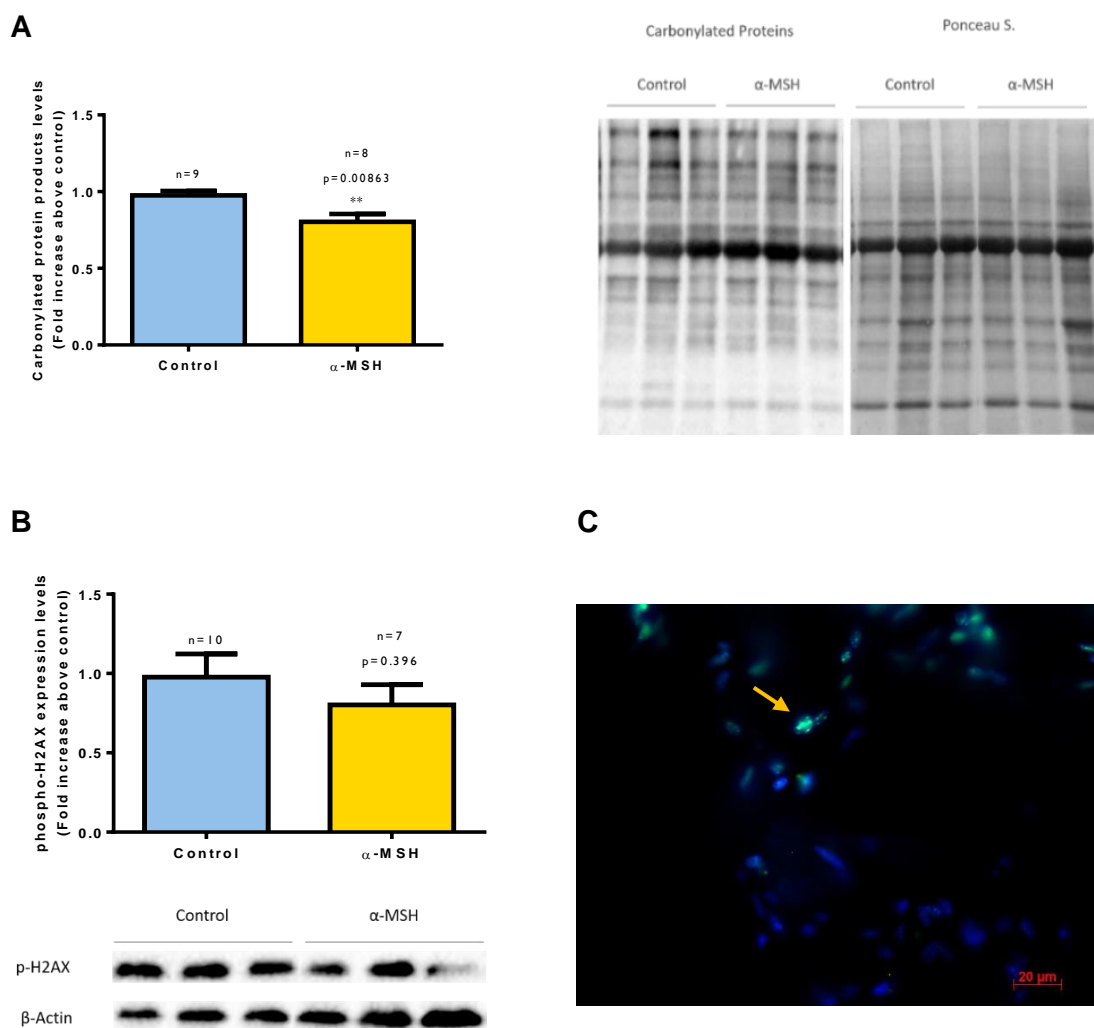 A
Carbonylated protein products levels
(Fold increase above control)
1.5
1.0
0.5
0.0
n=9
n=8
p=0.00863
**
Control
α-MSH
Carbonylated Proteins
Ponceau S.
Control
α-MSH
Control
α-MSH
B
phospho-H2AX expression levels
(Fold increase above control)
1.5
1.0
0.5
0.0
n=10
n=7
p=0.396
Control
α-MSH
Control
α-MSH
p-H2AX
β-Actin
C
20 µm